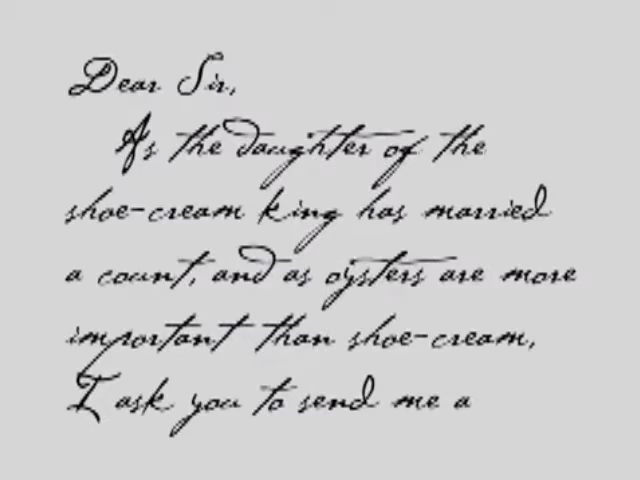 Dear Sir,
As the daughter of the
shoe-cream king has married
a count, and as oysters are more
important than shoe-cream,
I ask you to send me a